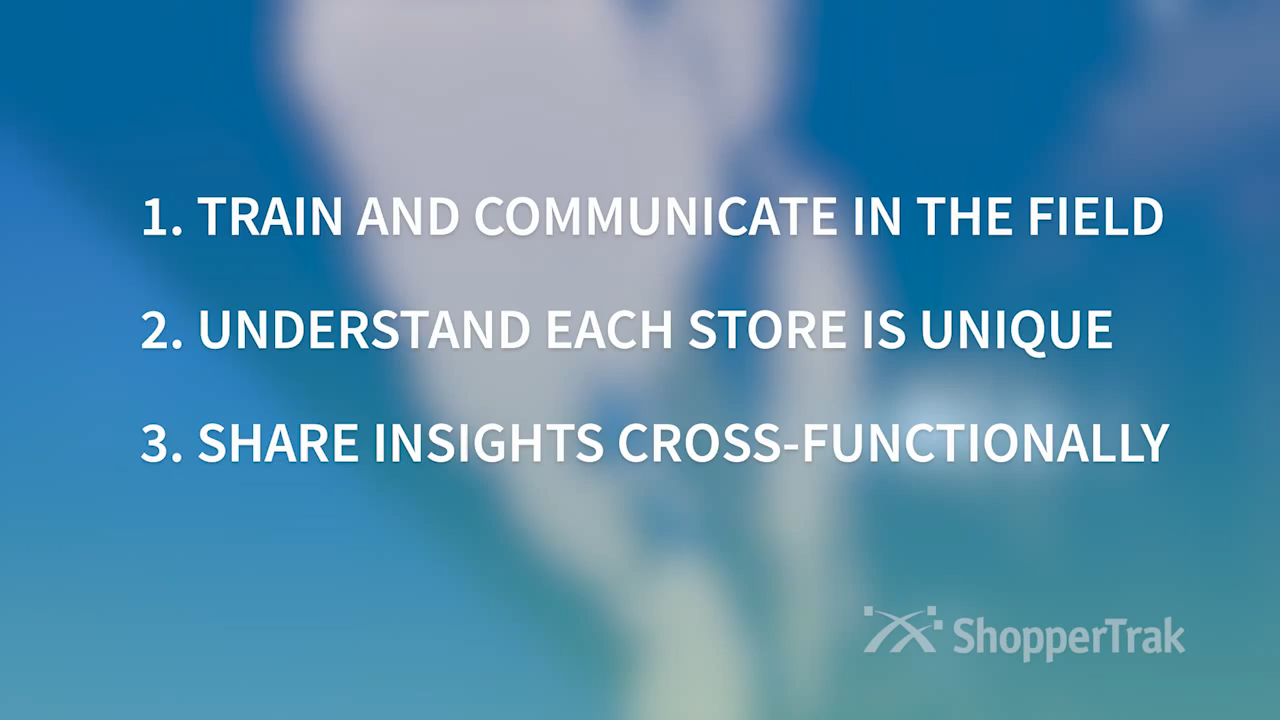 1. TRAIN AND COMMUNICATE IN THE FIELD
2. UNDERSTAND EACH STORE IS UNIQUE
3. SHARE INSIGHTS CROSS-FUNCTIONALLY
ShopperTrak